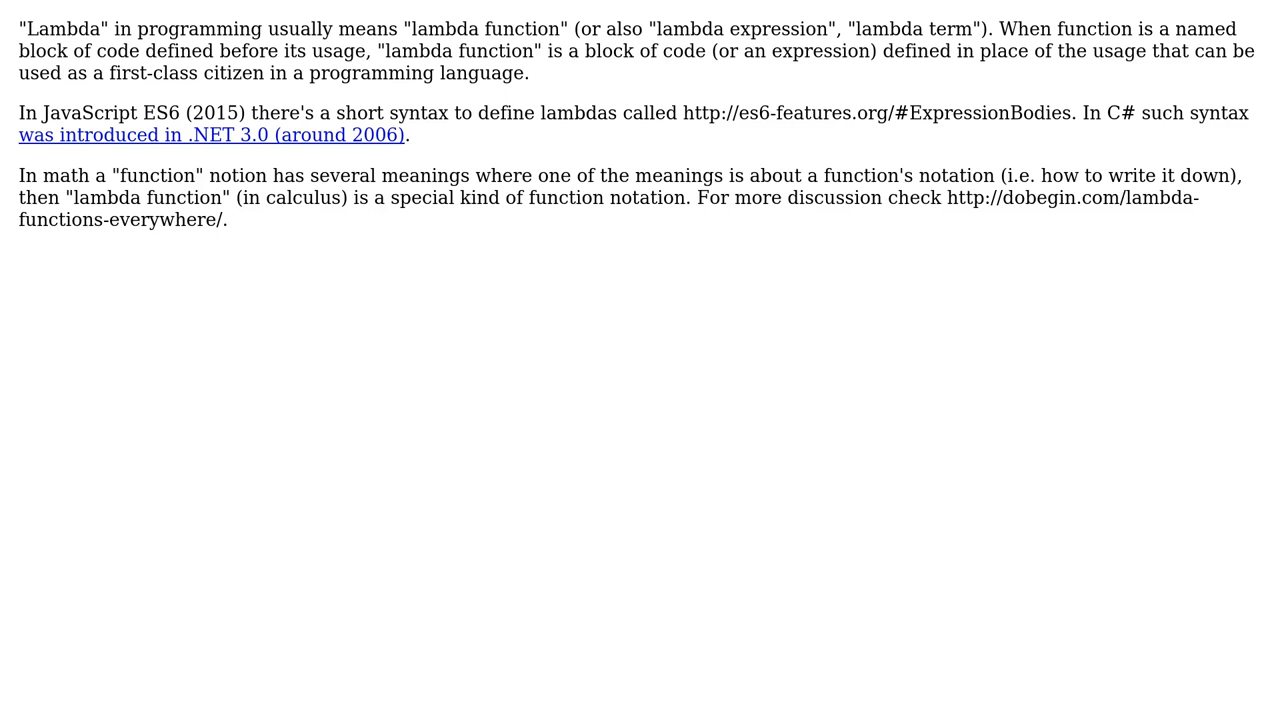 "Lambda" in programming usually means "lambda function" (or also "lambda expression", "lambda term"). When function is a named
block of code defined before its usage, "lambda function" is a block of code (or an expression) defined in place of the usage that can be
used as a first-class citizen in a programming language.
In JavaScript ES6 (2015) there's a short syntax to define lambdas called http://es6-features.org/#ExpressionBodies. In C# such syntax
was introduced in .NET 3.0 (around 2006).
In math a "function" notion has several meanings where one of the meanings is about a function's notation (i.e. how to write it down),
then "lambda function" (in calculus) is a special kind of function notation. For more discussion check http://dobegin.com/lambda-
functions-everywhere/.